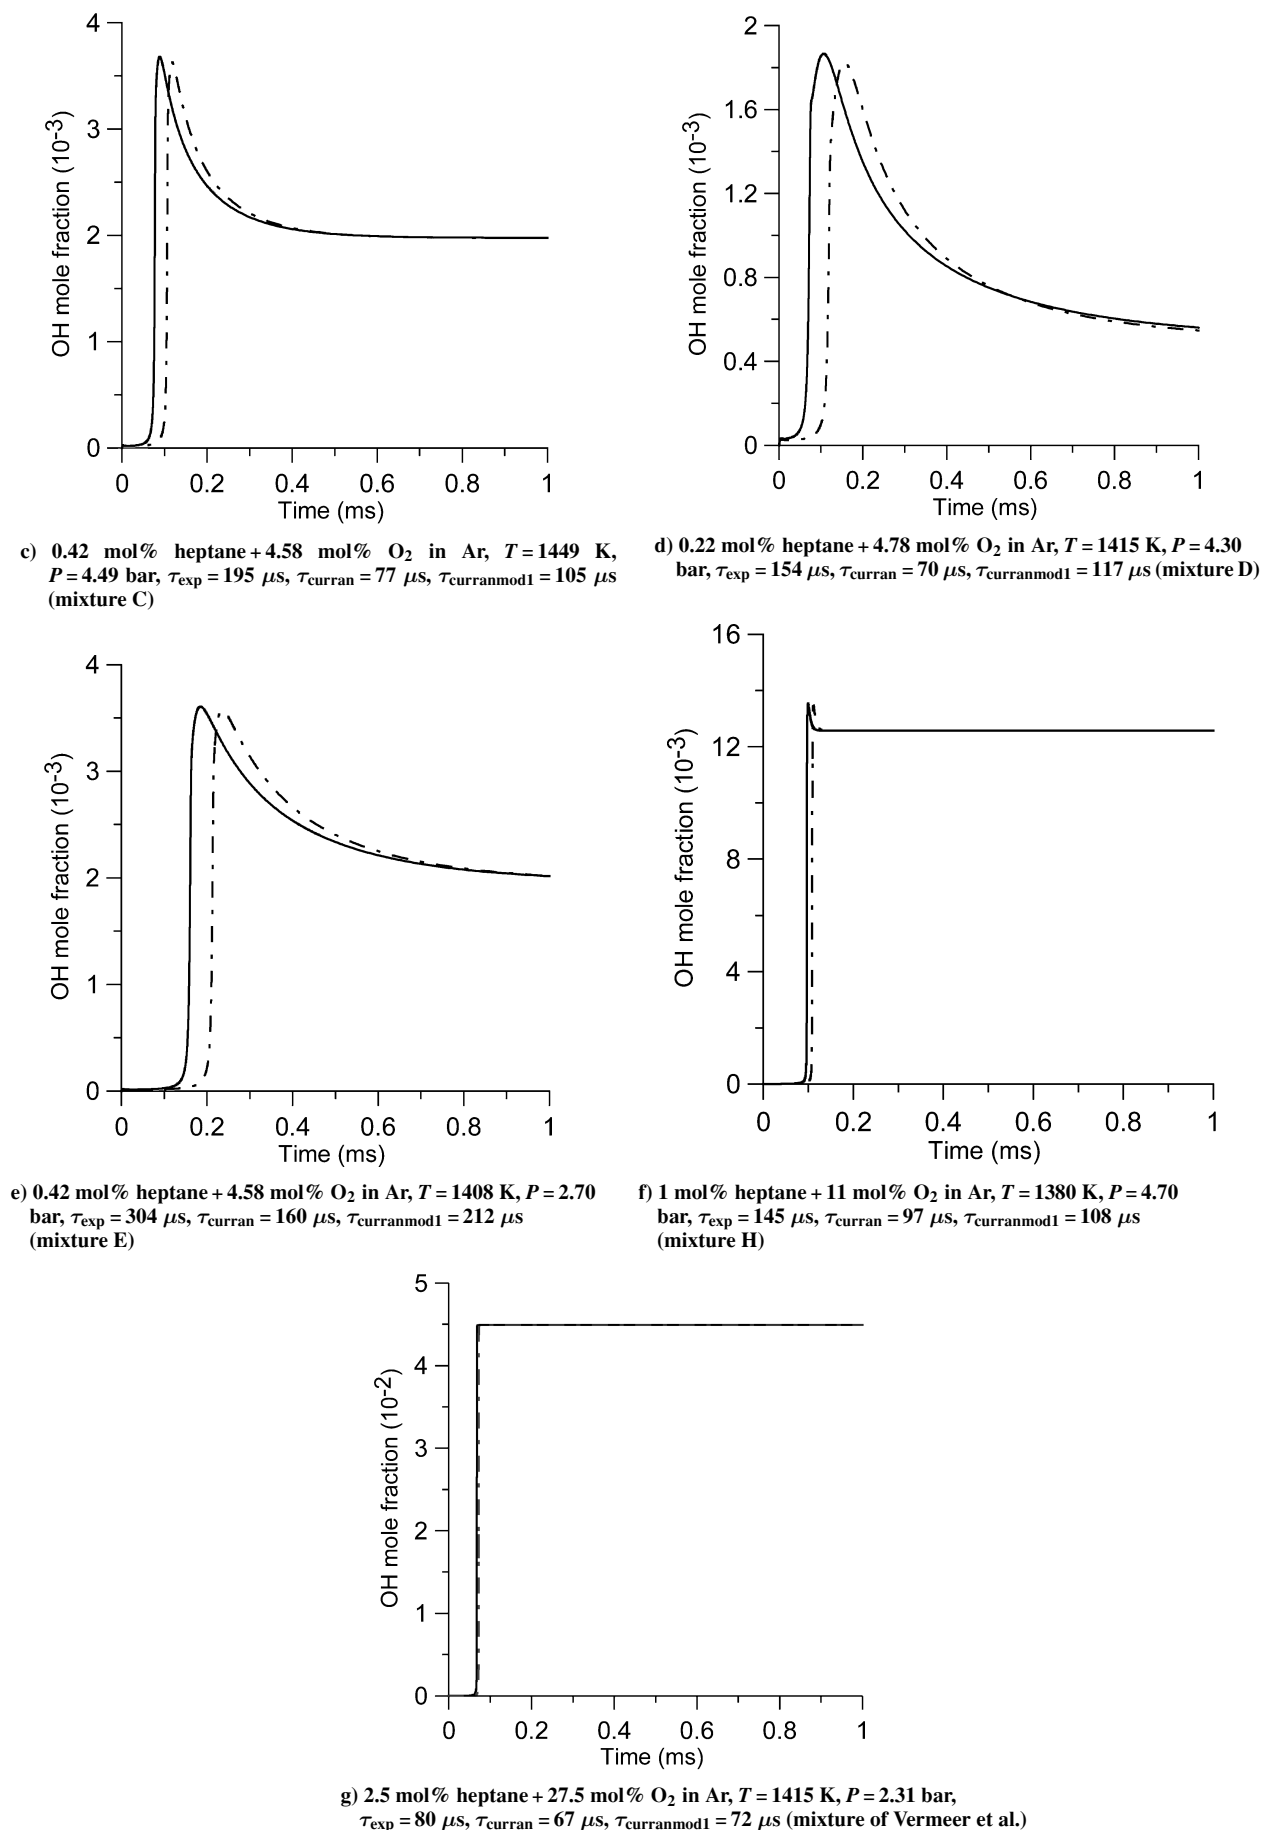 4
3
2
1
0
OH mole fraction (10-3)
0 0.2 0.4 0.6 0.8 1
Time (ms)
c) 0.42 mol% heptane + 4.58 mol% O2 in Ar, T = 1449 K,
P = 4.49 bar, τexp = 195 μs, τcurran = 77 μs, τcurranmod1 = 105 μs
(mixture C)
2
1.6
1.2
0.8
0.4
0
OH mole fraction (10-3)
0 0.2 0.4 0.6 0.8 1
Time (ms)
d) 0.22 mol% heptane + 4.78 mol% O2 in Ar, T = 1415 K, P = 4.30
bar, τexp = 154 μs, τcurran = 70 μs, τcurranmod1 = 117 μs (mixture D)
4
3
2
1
0
OH mole fraction (10-3)
0 0.2 0.4 0.6 0.8 1
Time (ms)
e) 0.42 mol% heptane + 4.58 mol% O2 in Ar, T = 1408 K, P = 2.70
bar, τexp = 304 μs, τcurran = 160 μs, τcurranmod1 = 212 μs
(mixture E)
16
12
8
4
0
OH mole fraction (10-3)
0 0.2 0.4 0.6 0.8 1
Time (ms)
f) 1 mol% heptane + 11 mol% O2 in Ar, T = 1380 K, P = 4.70
bar, τexp = 145 μs, τcurran = 97 μs, τcurranmod1 = 108 μs
(mixture H)
5
4
3
2
1
0
OH mole fraction (10-2)
0 0.2 0.4 0.6 0.8 1
Time (ms)
g) 2.5 mol% heptane + 27.5 mol% O2 in Ar, T = 1415 K, P = 2.31 bar,
τexp = 80 μs, τcurran = 67 μs, τcurranmod1 = 72 μs (mixture of Vermeer et al.)